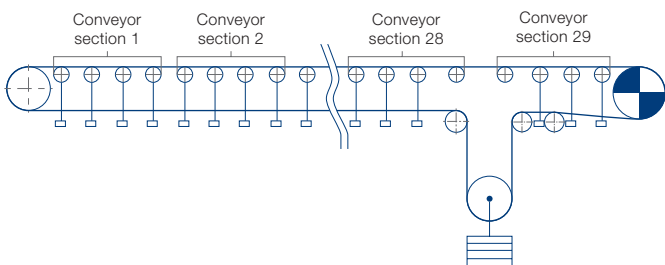 Conveyor
section 1
Conveyor
section 2
Conveyor
section 28
Conveyor
section 29